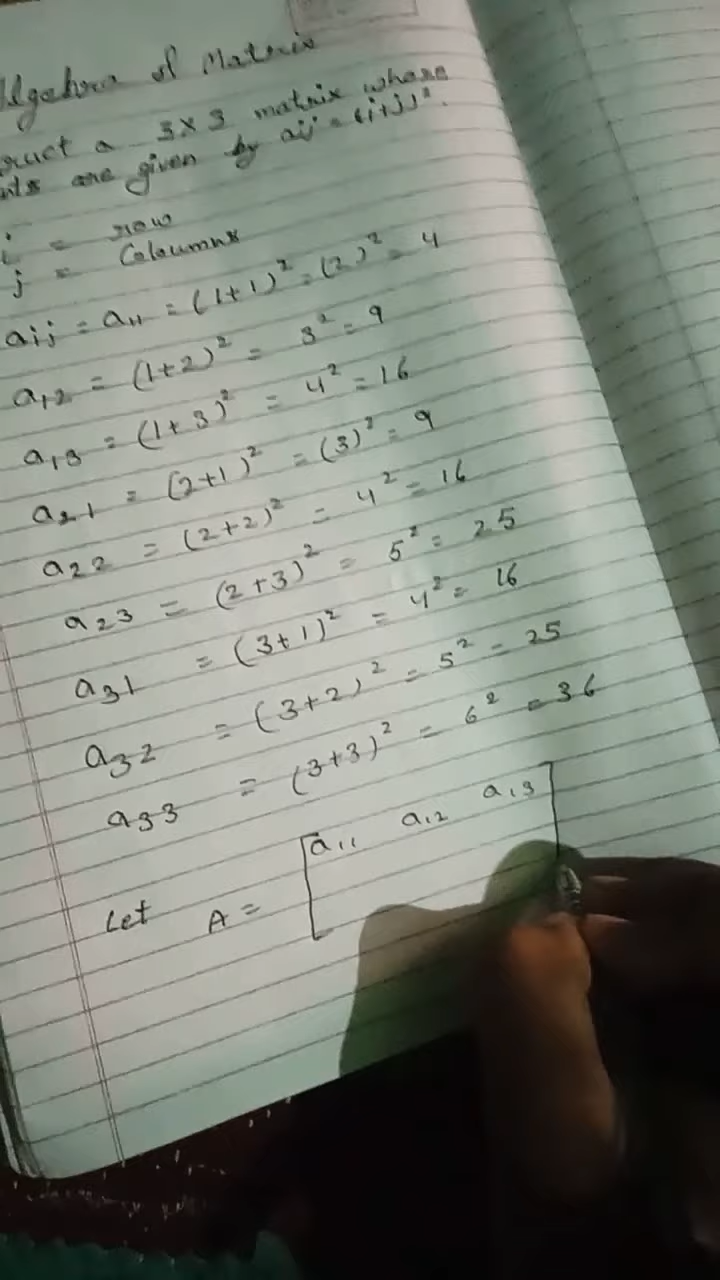 Algebra of Matrix
ruct a 3×3 matrix where
nts are given by aij = (i+j)².
i = row
j = Coloumns
aij = a11 = (1+1)² = (2)² = 4
a12 = (1+2)² = 3² = 9
a13 = (1+3)² = 4² = 16
a21 = (2+1)² = (3)² = 9
a22 = (2+2)² = 4² = 16
a23 = (2+3)² = 5² = 25
a31 = (3+1)² = 4² = 16
a32 = (3+2)² = 5² = 25
a33 = (3+3)² = 6² = 36
Let A = [a11 a12 a13]